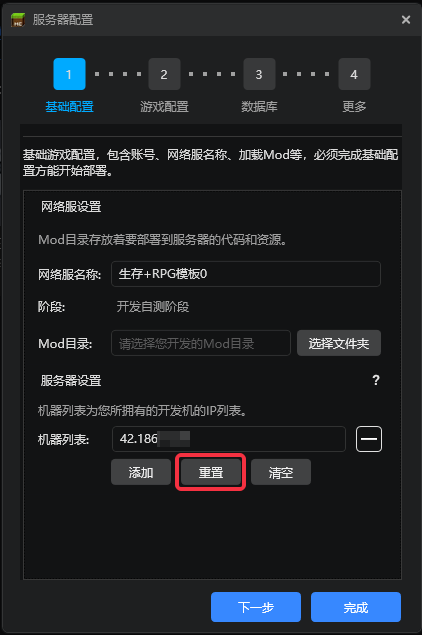 服务器配置
1
2
3
4
基础配置
游戏配置
数据库
更多
基础游戏配置，包含账号、网络服名称、加载Mod等，必须完成基础配
置方能开始部署。
网络服设置
Mod目录存放着要部署到服务器的代码和资源。
网络服名称:
生存+RPG模板0
阶段:
开发自测阶段
Mod目录:
请选择您开发的Mod目录
选择文件夹
服务器设置
?
机器列表为您所拥有的开发机的IP列表。
机器列表:
42.186
添加
重置
清空
下一步
完成